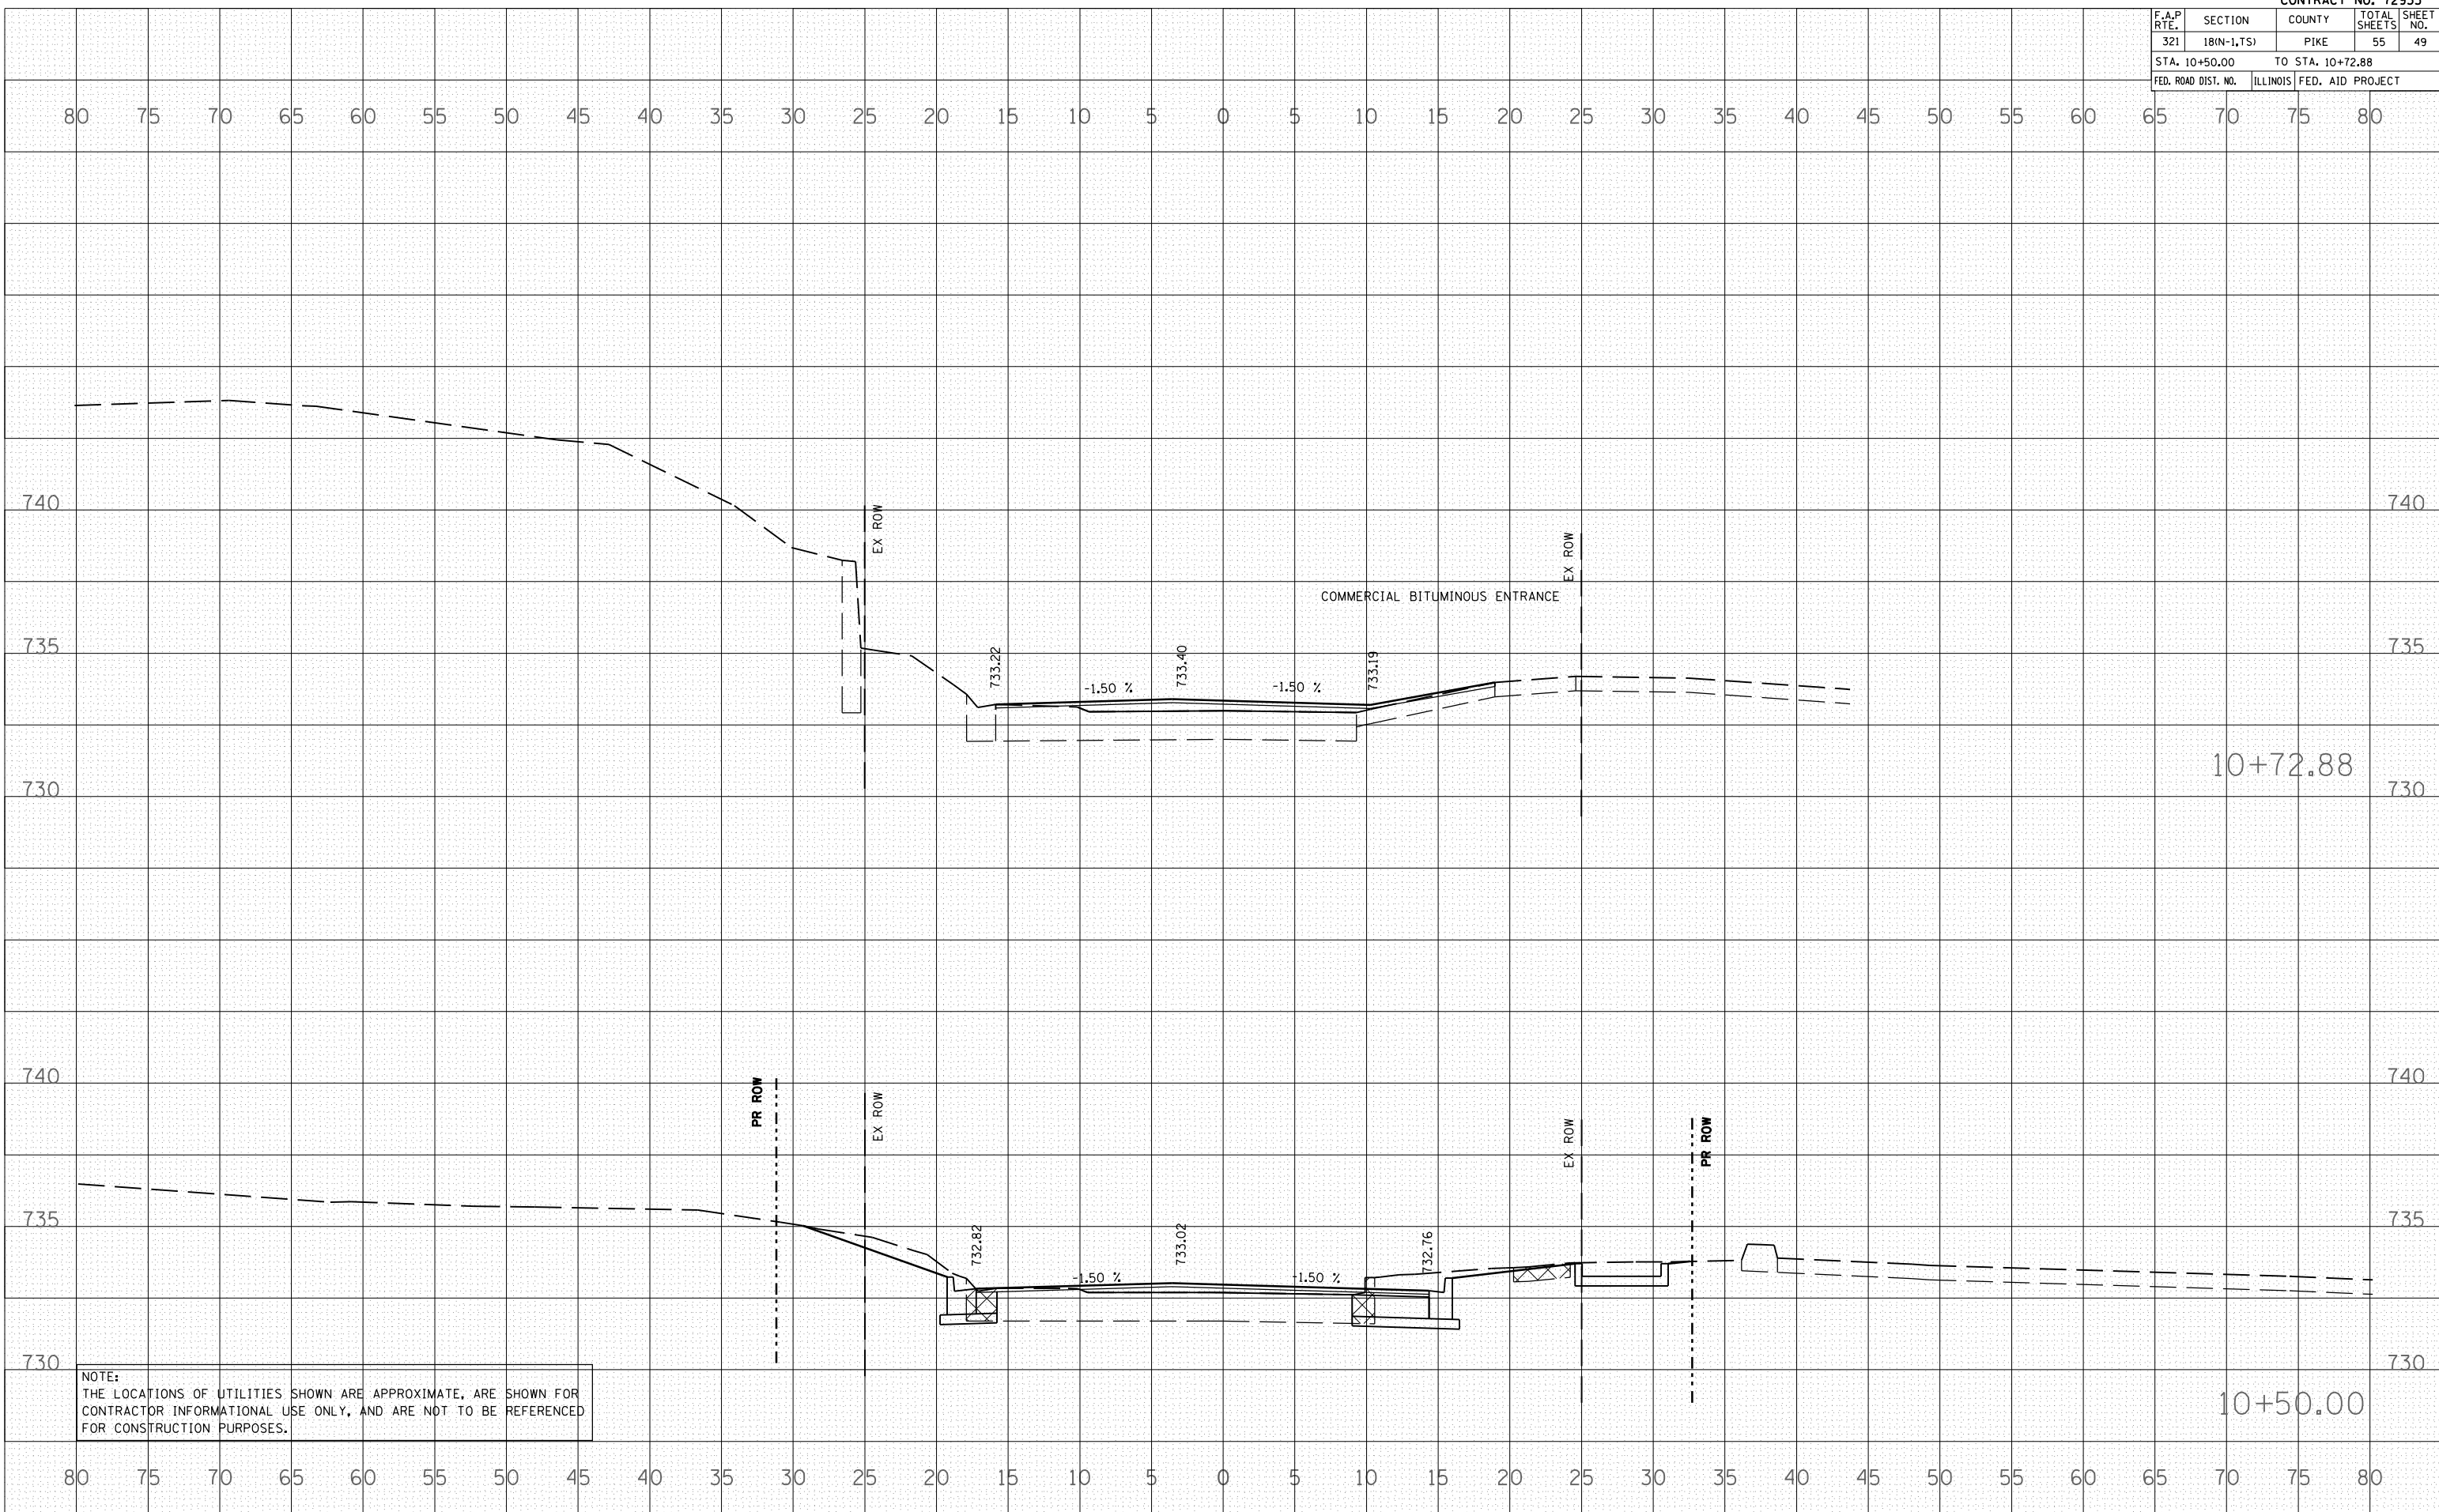 CONTRACT NO. 72953
F.A.P RTE. SECTION COUNTY TOTAL SHEETS SHEET NO.
321 18(N-1,TS) PIKE 55 49
STA. 10+50.00 TO STA. 10+72.88
FED. ROAD DIST. NO. ILLINOIS FED. AID PROJECT
80 75 70 65 60 55 50 45 40 35 30 25 20 15 10 5 0 5 10 15 20 25 30 35 40 45 50 55 60 65 70 75 80
740 740
EX ROW
EX ROW
COMMERCIAL BITUMINOUS ENTRANCE
735 735
733.22
733.40
733.19
-1.50 %
-1.50 %
10+72.88
730 730
740 740
PR ROW
EX ROW
EX ROW
PR ROW
735 735
732.82
733.02
732.76
-1.50 %
-1.50 %
730 730
NOTE:
THE LOCATIONS OF UTILITIES SHOWN ARE APPROXIMATE, ARE SHOWN FOR
CONTRACTOR INFORMATIONAL USE ONLY, AND ARE NOT TO BE REFERENCED
FOR CONSTRUCTION PURPOSES.
10+50.00
80 75 70 65 60 55 50 45 40 35 30 25 20 15 10 5 0 5 10 15 20 25 30 35 40 45 50 55 60 65 70 75 80